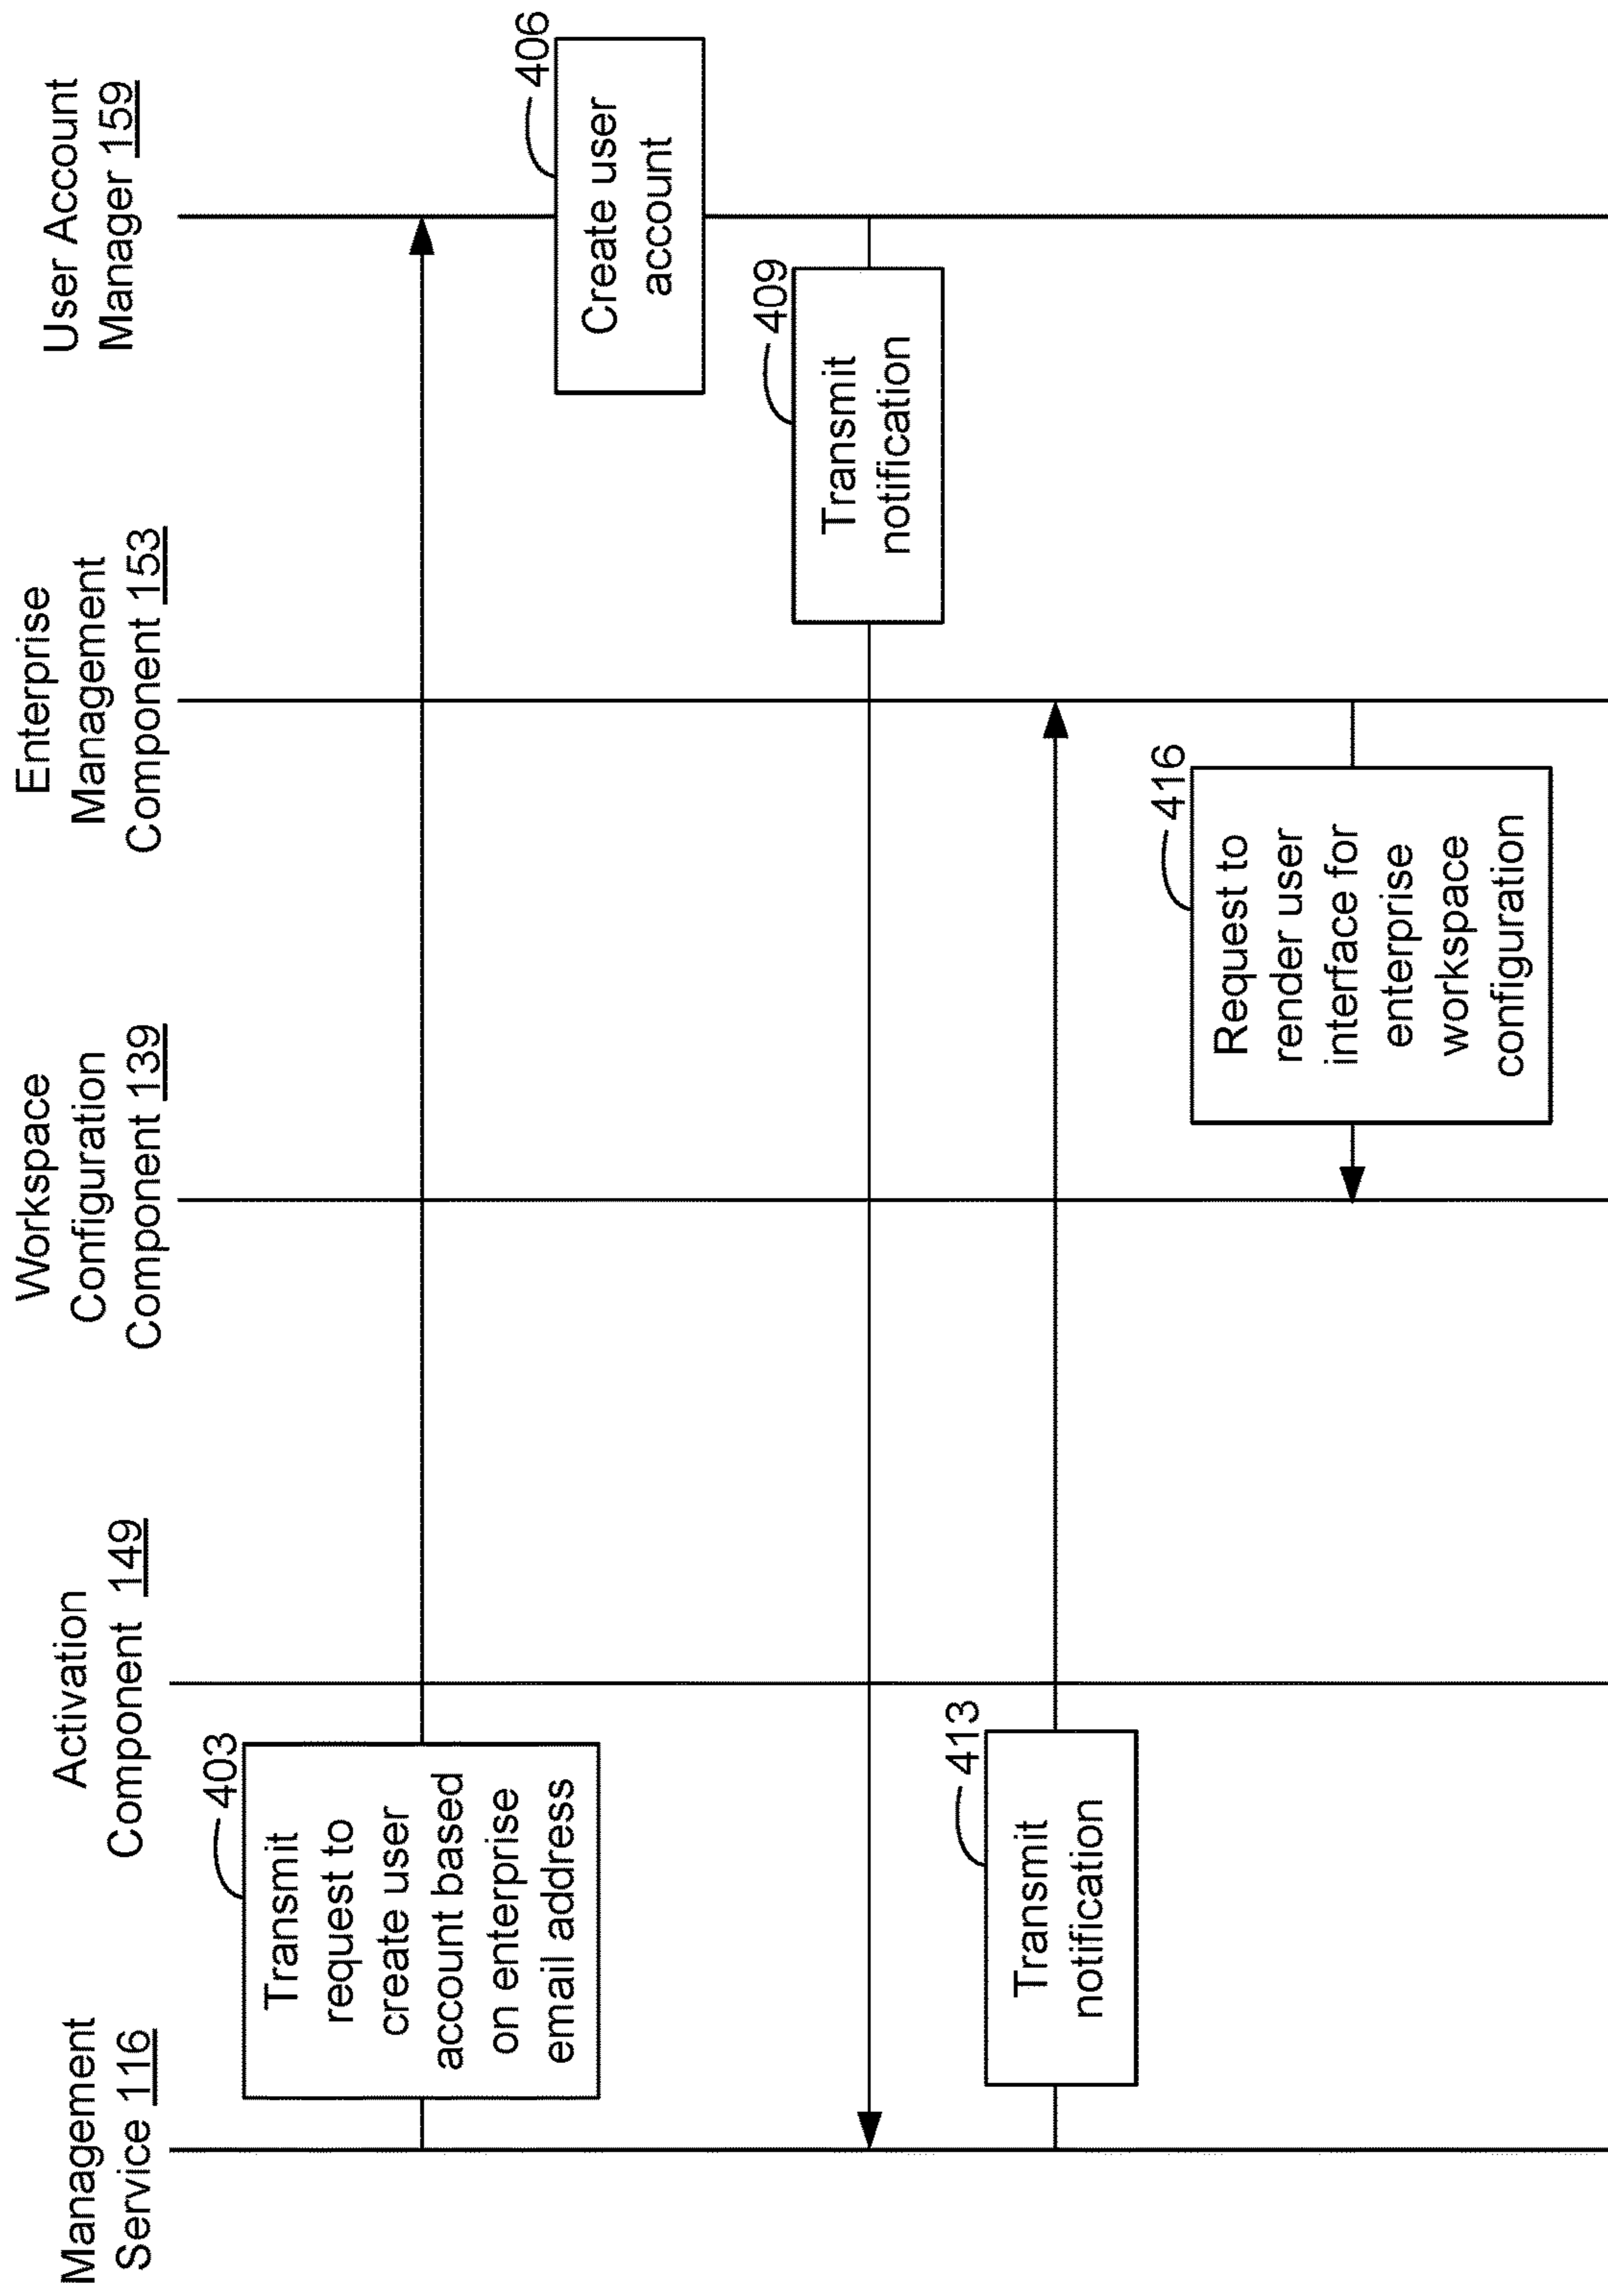 Management
Service 116
Activation
Component 149
Workspace
Configuration
Component 139
Enterprise
Management
Component 153
User Account
Manager 159
403
Transmit
request to
create user
account based
on enterprise
email address
406
Create user
account
409
Transmit
notification
413
Transmit
notification
416
Request to
render user
interface for
enterprise
workspace
configuration